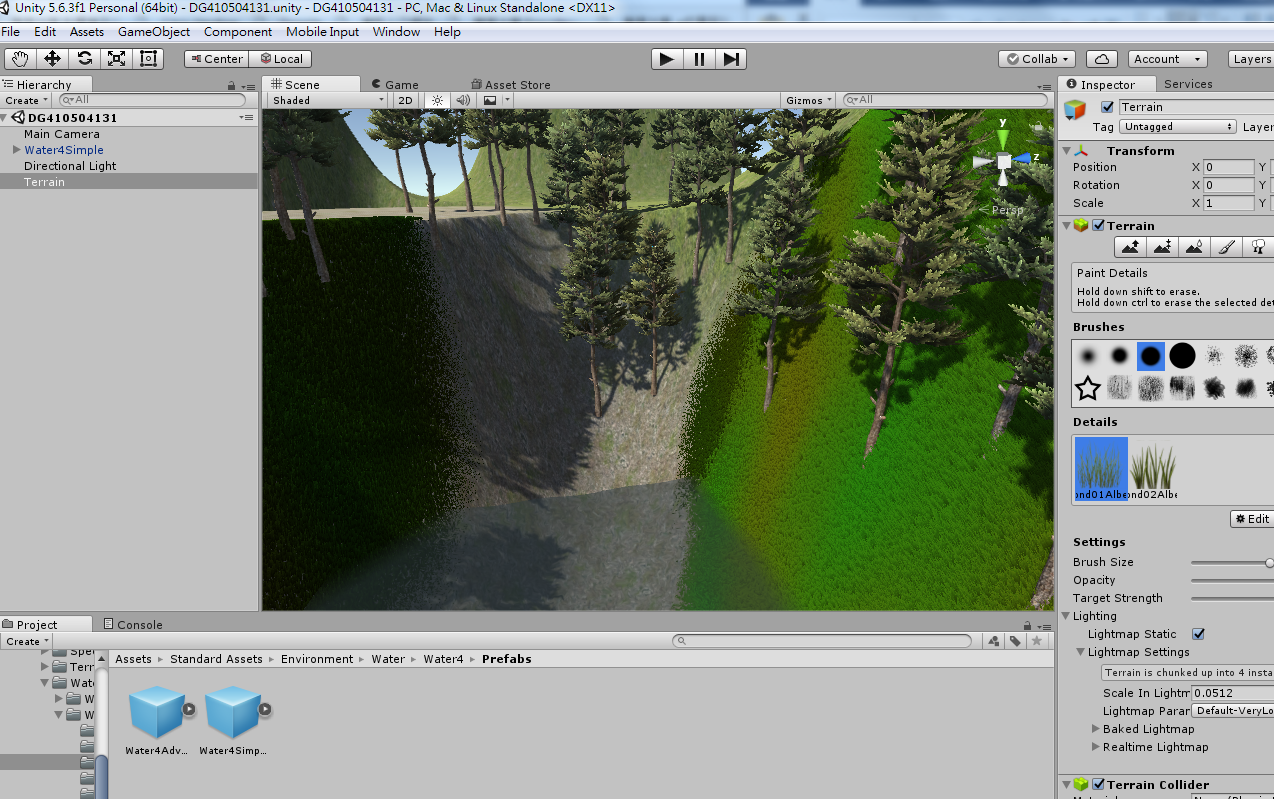 Unity 5.6.3f1 Personal (64bit) - DG410504131.unity - DG410504131 - PC, Mac & Linux Standalone <DX11>
File Edit Assets GameObject Component Mobile Input Window Help
Center Local Collab Account Layers
Hierarchy
Create All
DG410504131
Main Camera
Water4Simple
Directional Light
Terrain
Scene Game Asset Store
Shaded 2D Gizmos All
y
z
Persp
Inspector Services
Terrain
Tag Untagged Layer
Transform
Position X 0 Y
Rotation X 0 Y
Scale X 1 Y
Terrain
Paint Details
Hold down shift to erase.
Hold down ctrl to erase the selected det
Brushes
Details
ond01Albe ond02Albe
Edit
Settings
Brush Size
Opacity
Target Strength
Lighting
Lightmap Static
Lightmap Settings
Terrain is chunked up into 4 insta
Scale In Lightm 0.0512
Lightmap Param Default-VeryLo
Baked Lightmap
Realtime Lightmap
Terrain Collider
Project Console
Create
Spec
Terr
Wate
W
W
Assets Standard Assets Environment Water Water4 Prefabs
Water4Adv... Water4Simp...